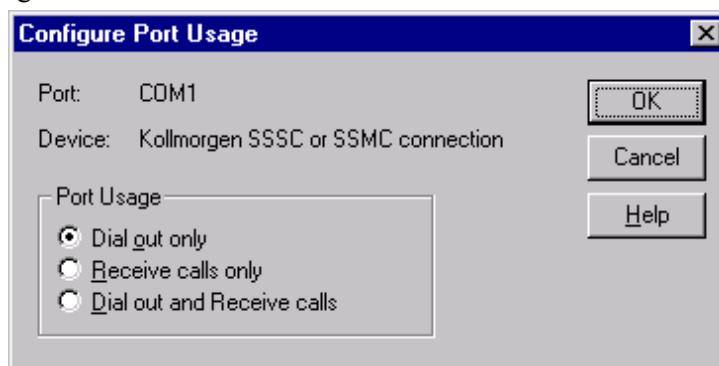 Configure Port Usage
Port: COM1
Device: Kollmorgen SSSC or SSMC connection
Port Usage
Dial out only
Receive calls only
Dial out and Receive calls
OK
Cancel
Help